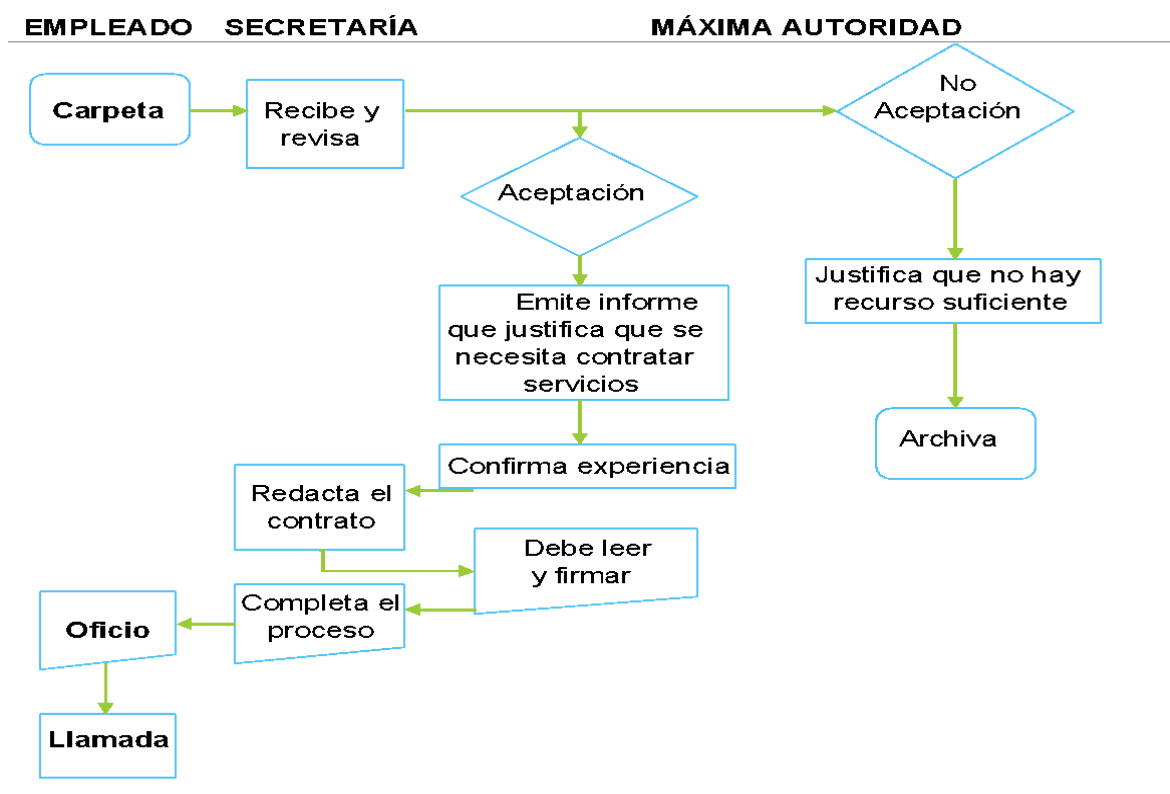 EMPLEADO SECRETARÍA MÁXIMA AUTORIDAD
Carpeta
Recibe y
revisa
No
Aceptación
Aceptación
Emite informe
que justifica que se
necesita contratar
servicios
Justifica que no hay
recurso suficiente
Archiva
Confirma experiencia
Redacta el
contrato
Debe leer
y firmar
Completa el
proceso
Oficio
Llamada